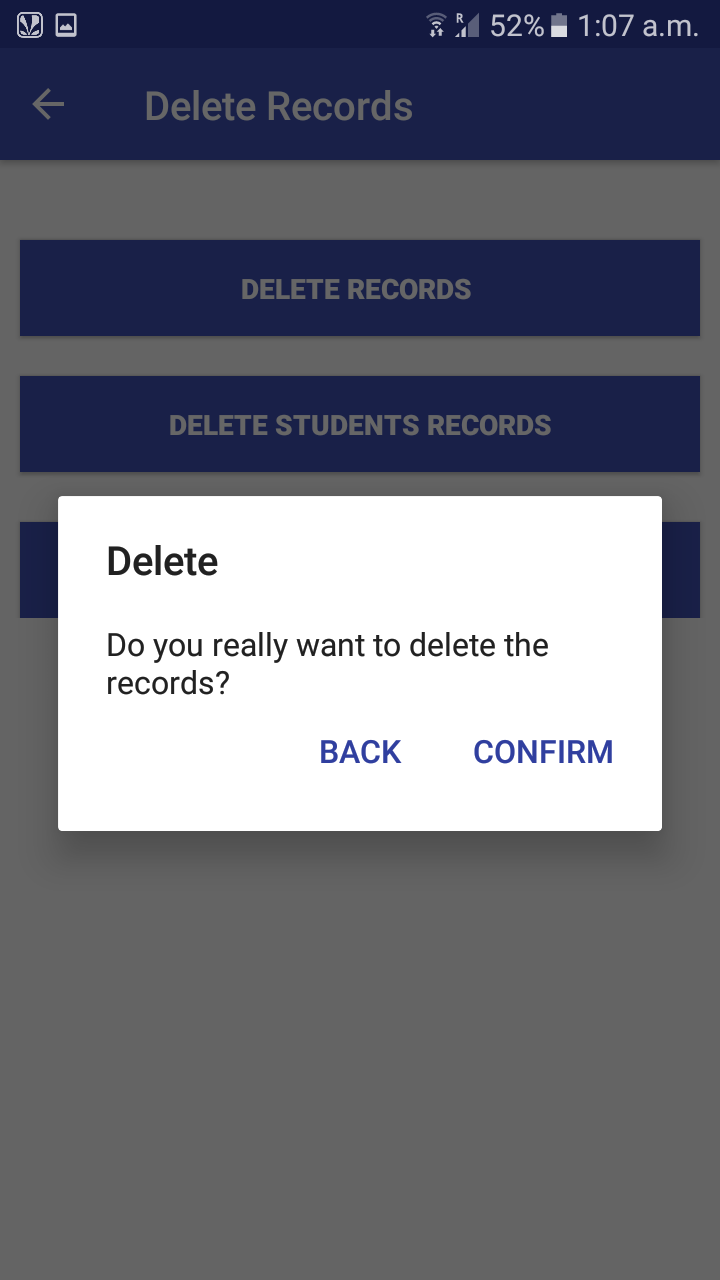 R 52% 1:07 a.m.
Delete Records
DELETE RECORDS
DELETE STUDENTS RECORDS
Delete
Do you really want to delete the
records?
BACK CONFIRM